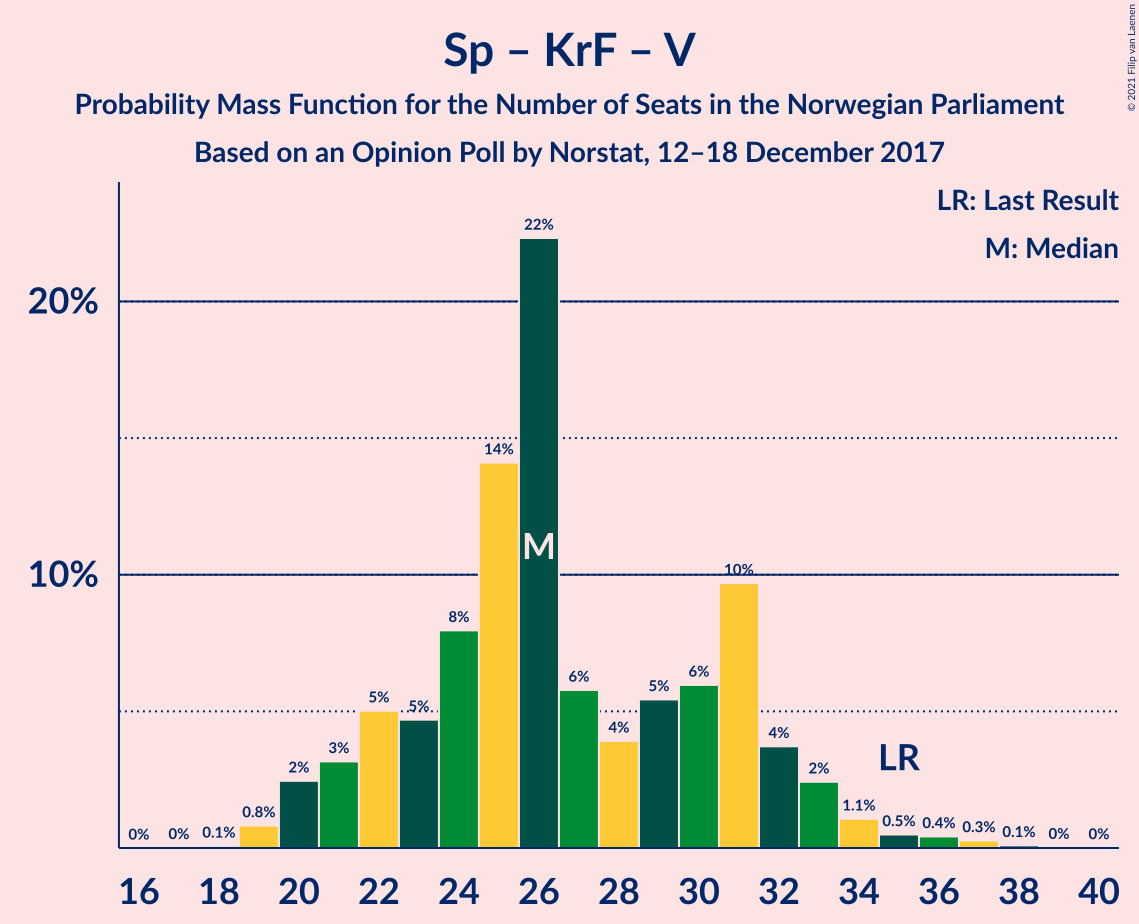 Sp – KrF – V
Probability Mass Function for the Number of Seats in the Norwegian Parliament
Based on an Opinion Poll by Norstat, 12–18 December 2017
© 2021 Filip van Laenen
LR: Last Result
M: Median
20%
10%
0% 0% 0.1% 0.8% 2% 3% 5% 5% 8% 14% 22% 6% 4% 5% 6% 10% 4% 2% 1.1% 0.5% 0.4% 0.3% 0.1% 0% 0%
M
LR
16 18 20 22 24 26 28 30 32 34 36 38 40